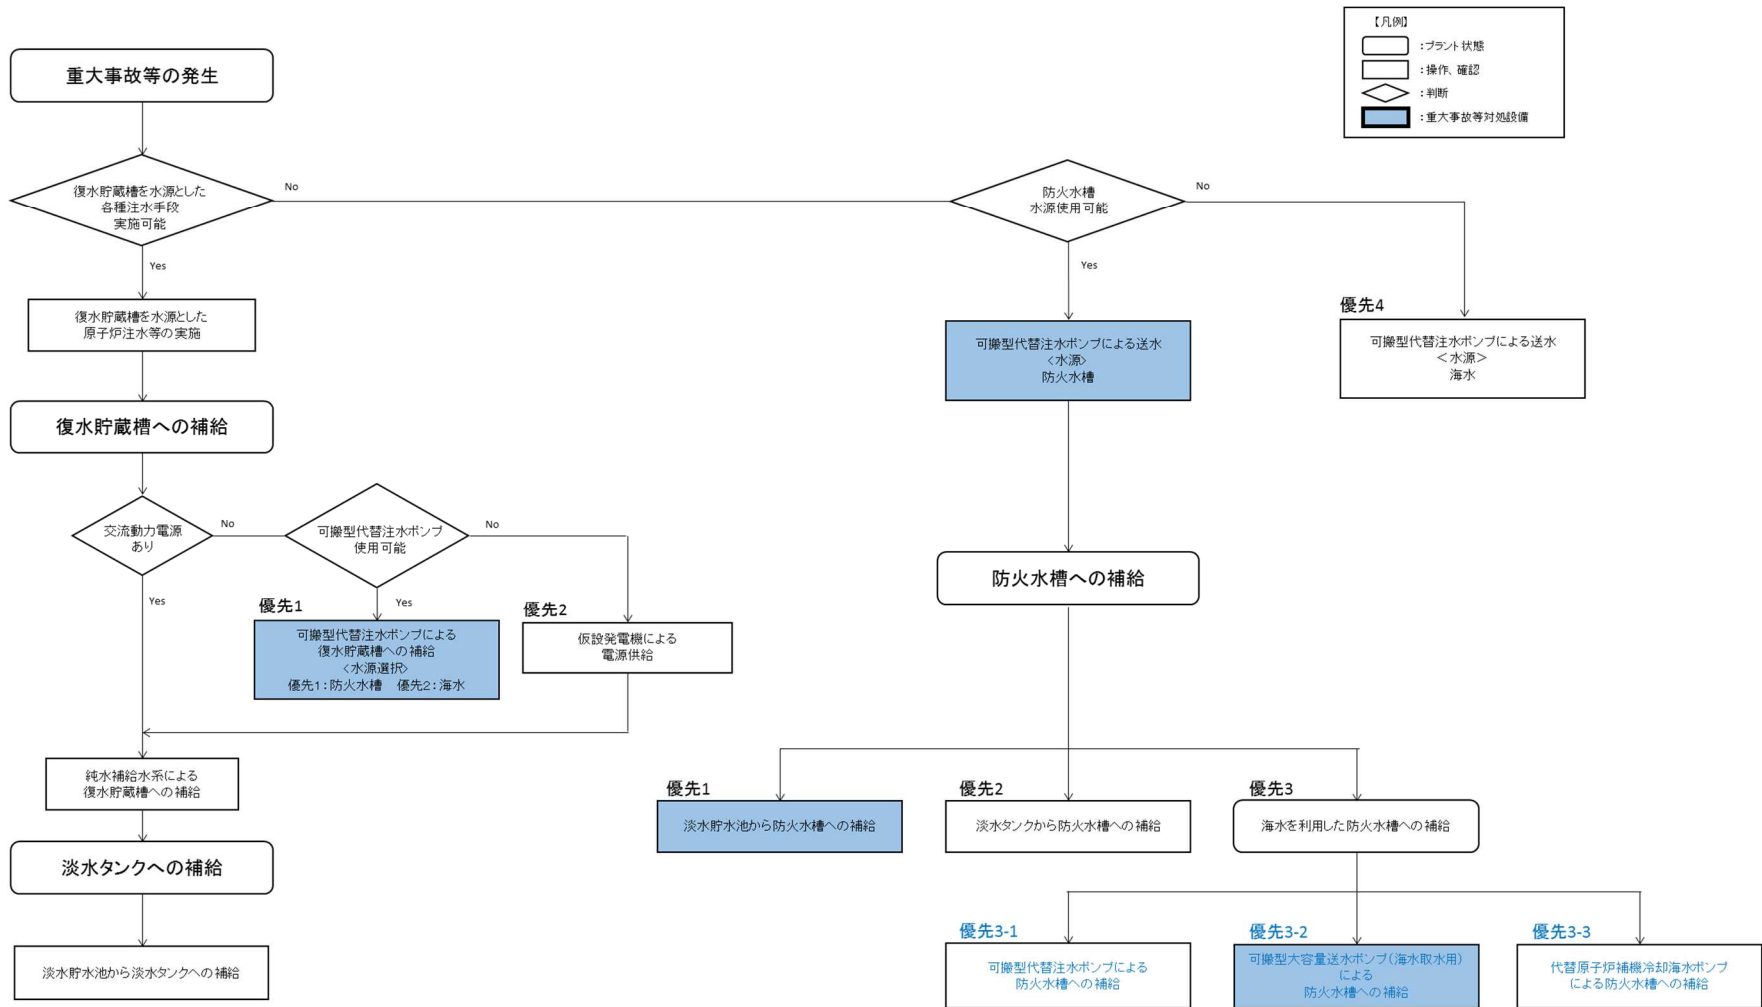 【凡例】
：プラント状態
：操作、確認
：判断
：重大事故等対処設備
重大事故等の発生
復水貯蔵槽を水源とした
各種注水手段
実施可能
No
Yes
防火水槽
水源使用可能
No
Yes
復水貯蔵槽を水源とした
原子炉注水等の実施
可搬型代替注水ポンプによる送水
<水源>
防火水槽
優先4
可搬型代替注水ポンプによる送水
<水源>
海水
復水貯蔵槽への補給
交流動力電源
あり
No
Yes
可搬型代替注水ポンプ
使用可能
No
Yes
優先1
可搬型代替注水ポンプによる
復水貯蔵槽への補給
<水源選択>
優先1：防火水槽　優先2：海水
優先2
仮設発電機による
電源供給
防火水槽への補給
純水補給水系による
復水貯蔵槽への補給
優先1
淡水貯水池から防火水槽への補給
優先2
淡水タンクから防火水槽への補給
優先3
海水を利用した防火水槽への補給
淡水タンクへの補給
淡水貯水池から淡水タンクへの補給
優先3-1
可搬型代替注水ポンプによる
防火水槽への補給
優先3-2
可搬型大容量送水ポンプ（海水取水用）
による
防火水槽への補給
優先3-3
代替原子炉補機冷却海水ポンプ
による防火水槽への補給